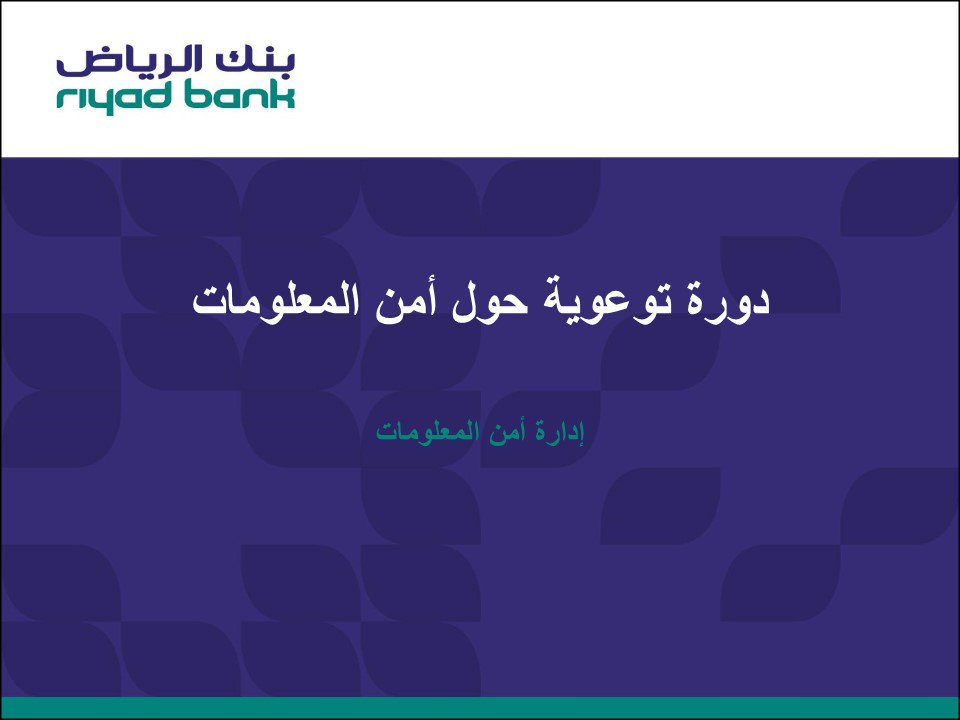 بنك الرياض
riyad bank
دورة توعوية حول أمن المعلومات
إدارة أمن المعلومات